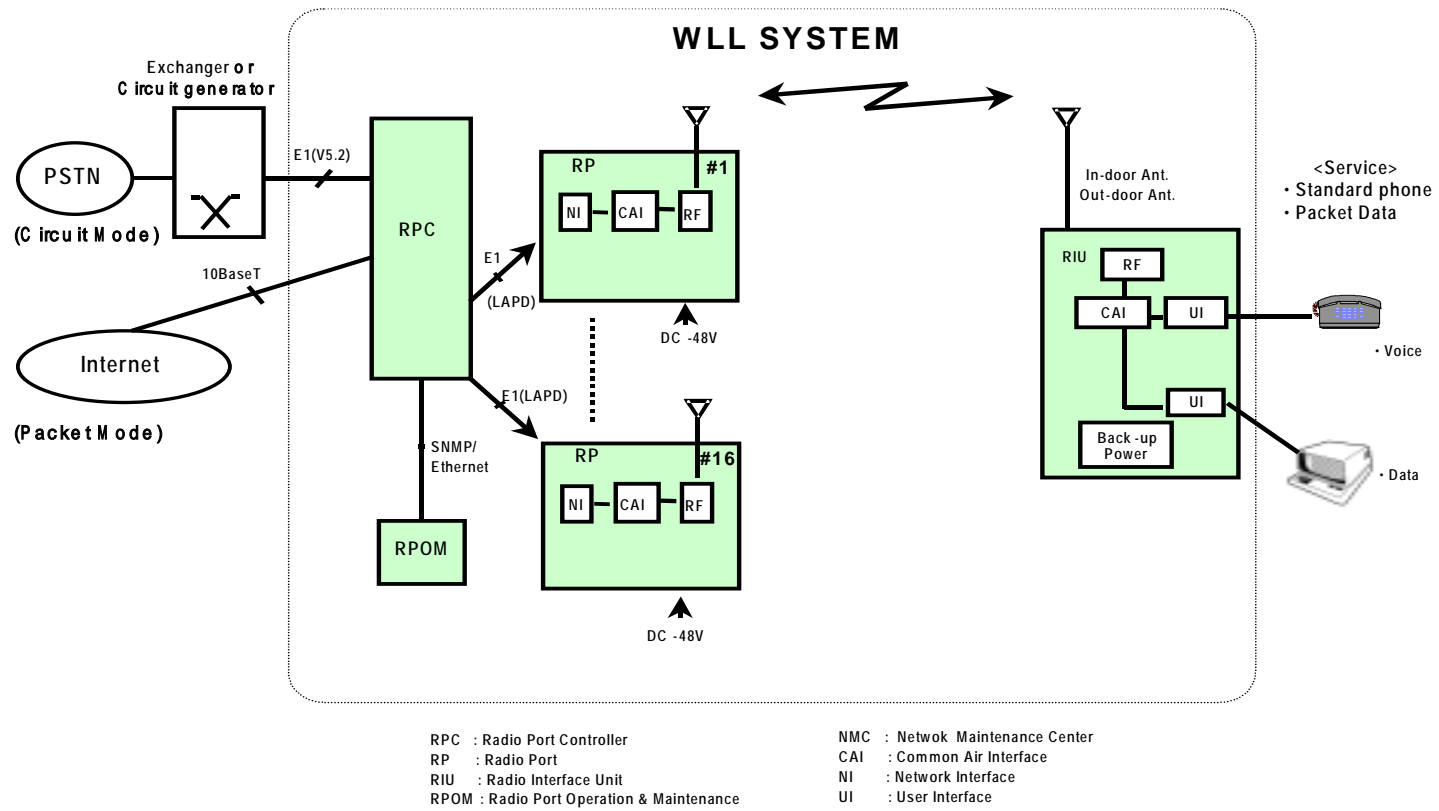 WLL SYSTEM
Exchanger or
Circuit generator
PSTN
(Circuit Mode)
E1(V5.2)
10BaseT
Internet
(Packet Mode)
RPC
E1
(LAPD)
E1(LAPD)
SNMP/
Ethernet
RPOM
RP
#1
NI
CAI
RF
DC -48V
RP
#16
NI
CAI
RF
DC -48V
In-door Ant.
Out-door Ant.
RIU
RF
CAI
UI
UI
Back-up
Power
<Service>
・Standard phone
・Packet Data
・Voice
・Data
RPC : Radio Port Controller
RP : Radio Port
RIU : Radio Interface Unit
RPOM : Radio Port Operation & Maintenance
NMC : Netwok Maintenance Center
CAI : Common Air Interface
NI : Network Interface
UI : User Interface